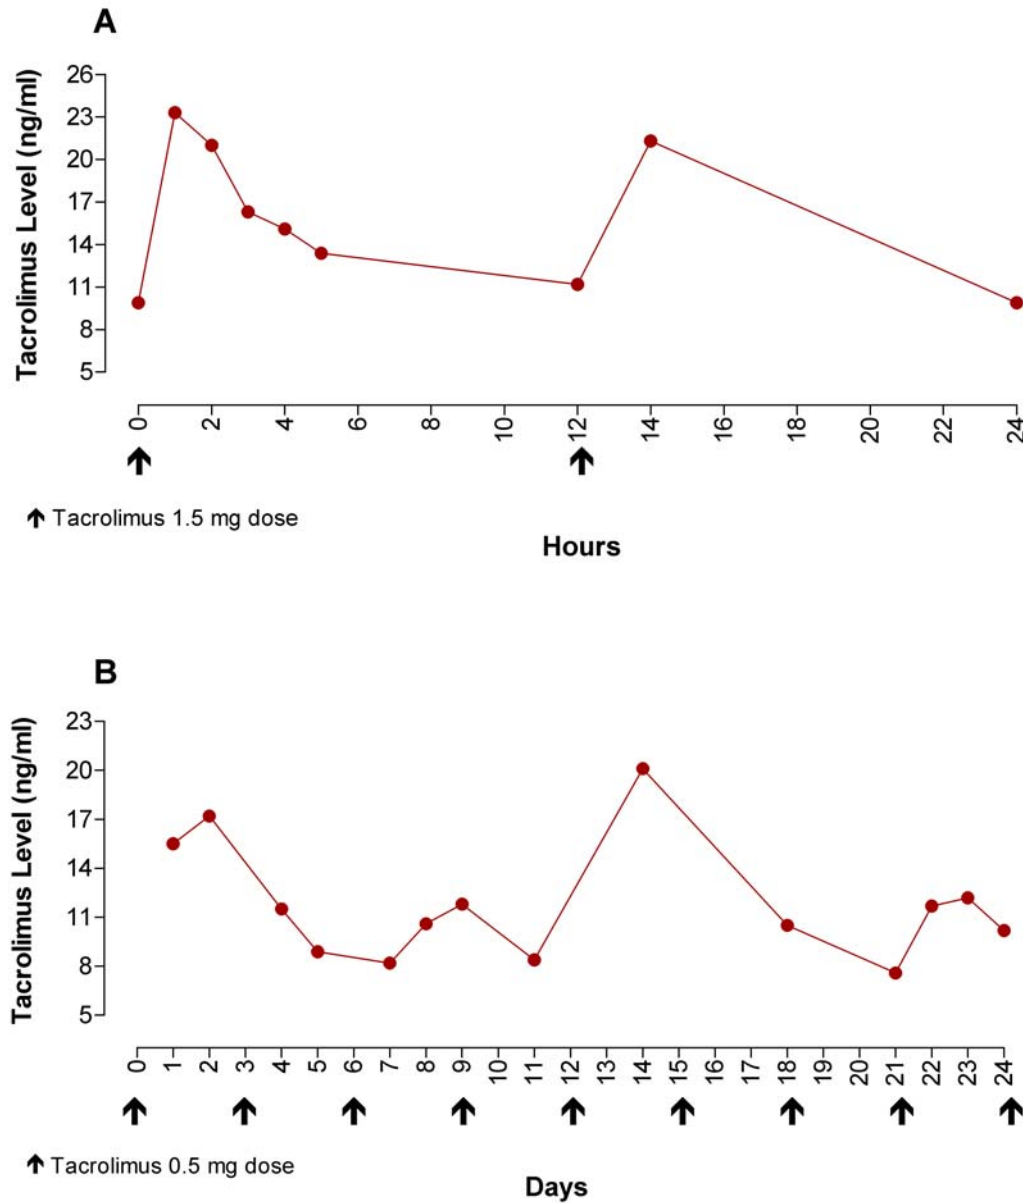 A
Tacrolimus Level (ng/ml)
26
23
20
17
14
11
8
5
0 2 4 6 8 10 12 14 16 18 20 22 24
Tacrolimus 1.5 mg dose
Hours
B
Tacrolimus Level (ng/ml)
23
20
17
14
11
8
5
0 1 2 3 4 5 6 7 8 9 10 11 12 13 14 15 16 17 18 19 20 21 22 23 24
Tacrolimus 0.5 mg dose
Days